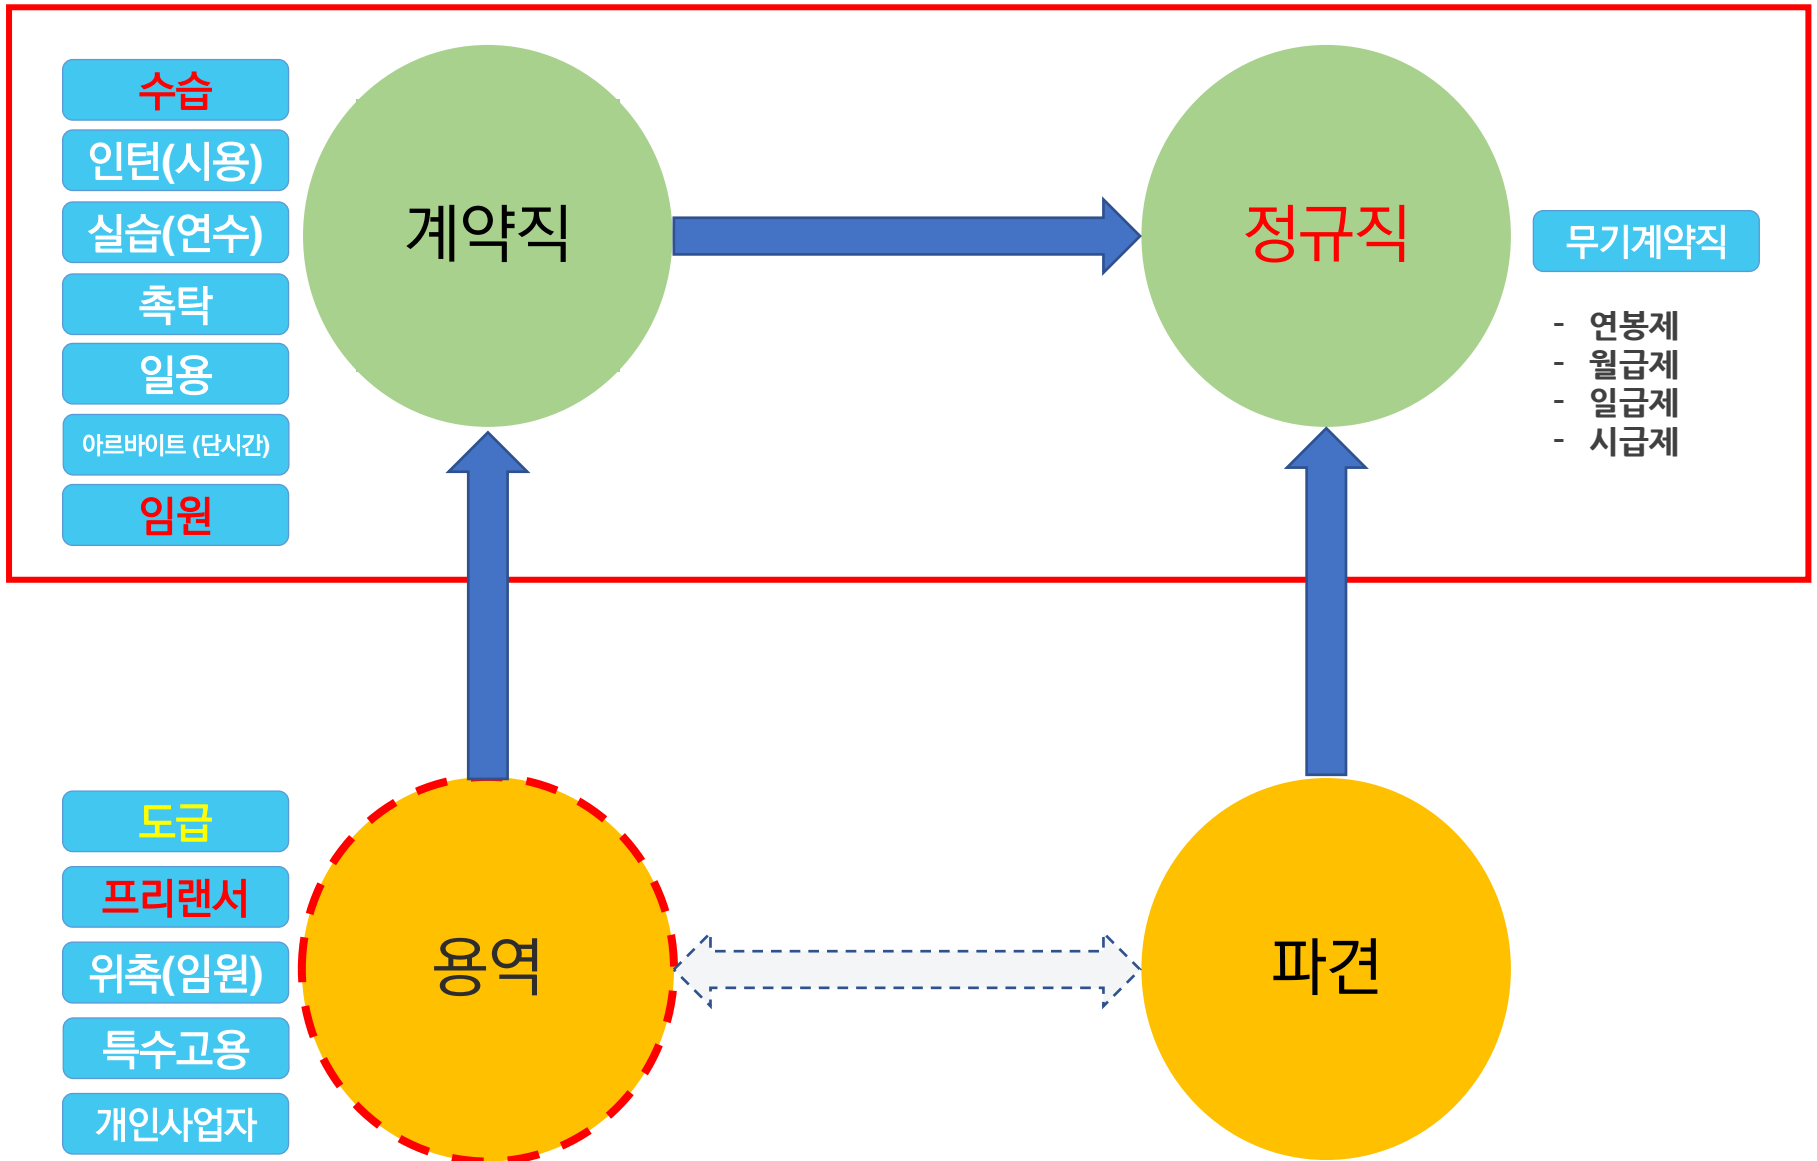 수습
인턴(시용)
실습(연수)
촉탁
일용
아르바이트 (단시간)
임원
계약직
정규직
무기계약직
- 연봉제
- 월급제
- 일급제
- 시급제
도급
프리랜서
위촉(임원)
특수고용
개인사업자
용역
파견